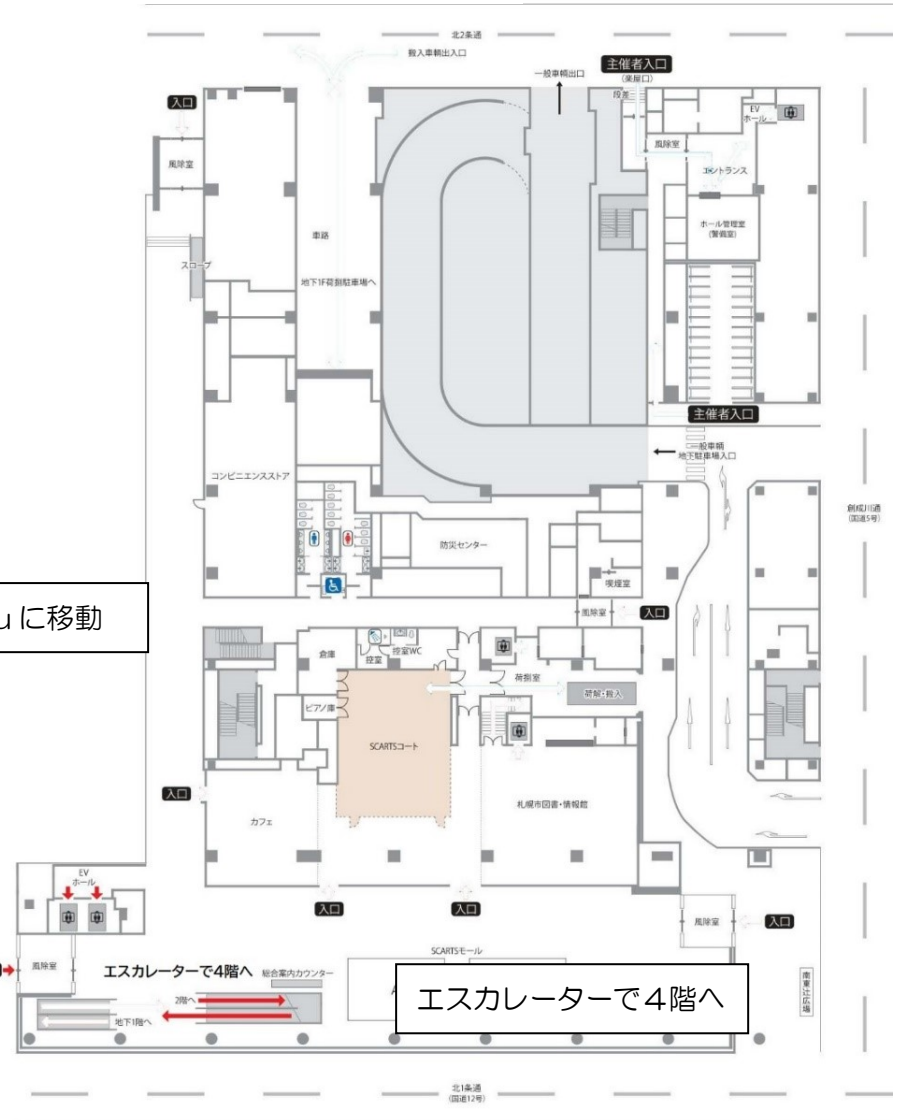 北2条通
搬入車輌出入口
主催者入口
(楽屋口)
一般車輌出口
段差
入口
EV
ホール
風除室
風除室
エントランス
ホール管理室
(警備室)
車路
スロープ
地下1F荷捌駐車場へ
主催者入口
一般車輌
地下駐車場入口
コンビニエンスストア
創成川通
(国道5号)
防災センター
喫煙室
風除室
入口
uに移動
倉庫
控室
控室WC
荷捌室
荷解・搬入
ピアノ庫
SCARTSコート
入口
札幌市図書・情報館
カフェ
EV
ホール
入口
入口
風除室
入口
SCARTSモール
風除室
エスカレーターで4階へ
総合案内カウンター
エスカレーターで４階へ
南東辻広場
2階へ
地下1階へ
北1条通
(国道12号)